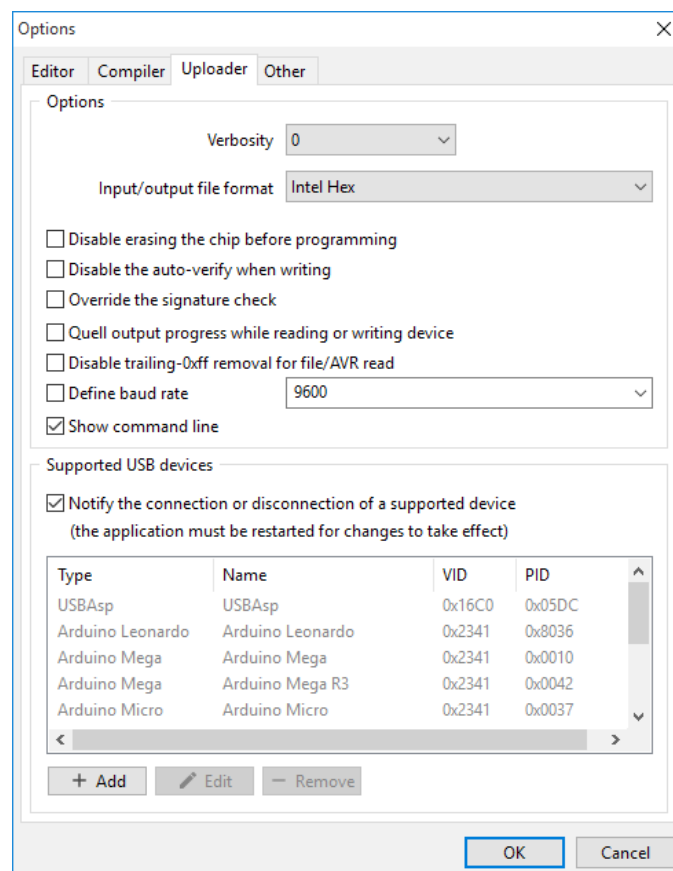 Options
Editor Compiler Uploader Other
Options
Verbosity 0
Input/output file format Intel Hex
Disable erasing the chip before programming
Disable the auto-verify when writing
Override the signature check
Quell output progress while reading or writing device
Disable trailing-0xff removal for file/AVR read
Define baud rate 9600
Show command line
Supported USB devices
Notify the connection or disconnection of a supported device
(the application must be restarted for changes to take effect)
Type Name VID PID
USBAsp USBAsp 0x16C0 0x05DC
Arduino Leonardo Arduino Leonardo 0x2341 0x8036
Arduino Mega Arduino Mega 0x2341 0x0010
Arduino Mega Arduino Mega R3 0x2341 0x0042
Arduino Micro Arduino Micro 0x2341 0x0037
+ Add Edit − Remove
OK Cancel